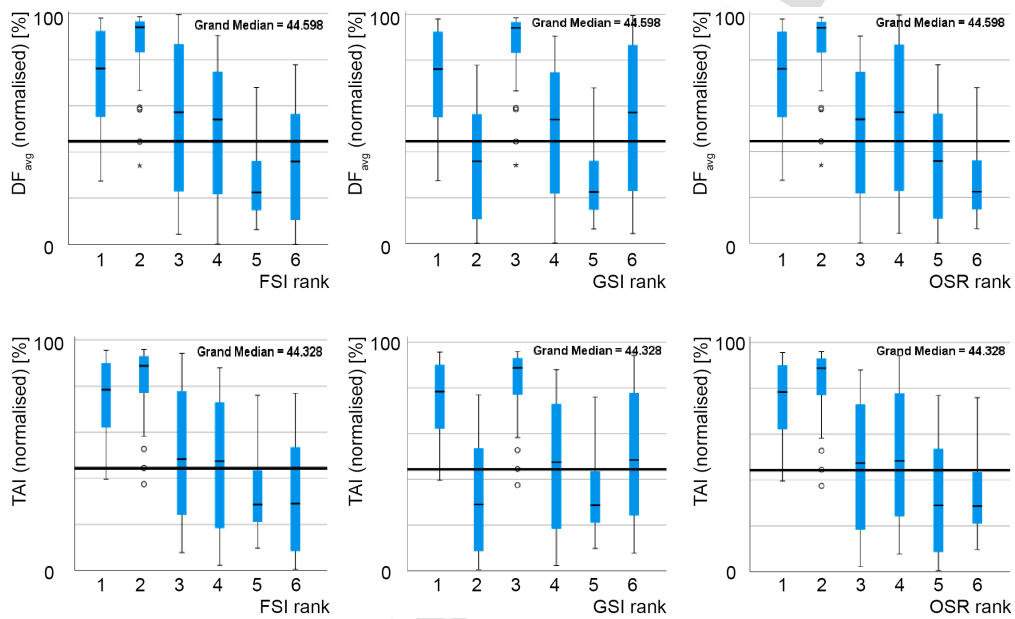 100
Grand Median = 44.598
DFavg (normalised) [%]
0
1 2 3 4 5 6
FSI rank
100
Grand Median = 44.598
DFavg (normalised) [%]
0
1 2 3 4 5 6
GSI rank
100
Grand Median = 44.598
DFavg (normalised) [%]
0
1 2 3 4 5 6
OSR rank
100
Grand Median = 44.328
TAI (normalised) [%]
0
1 2 3 4 5 6
FSI rank
100
Grand Median = 44.328
TAI (normalised) [%]
0
1 2 3 4 5 6
GSI rank
100
Grand Median = 44.328
TAI (normalised) [%]
0
1 2 3 4 5 6
OSR rank